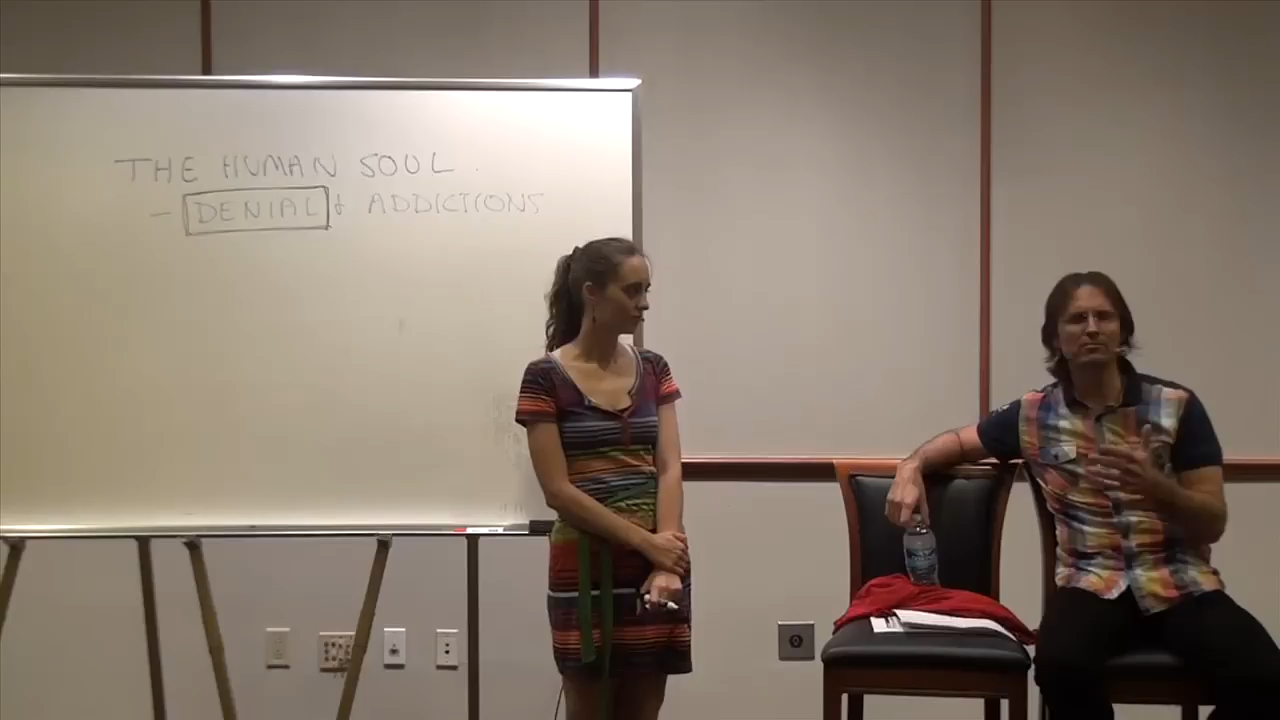 THE HUMAN SOUL.
- DENIAL & ADDICTIONS